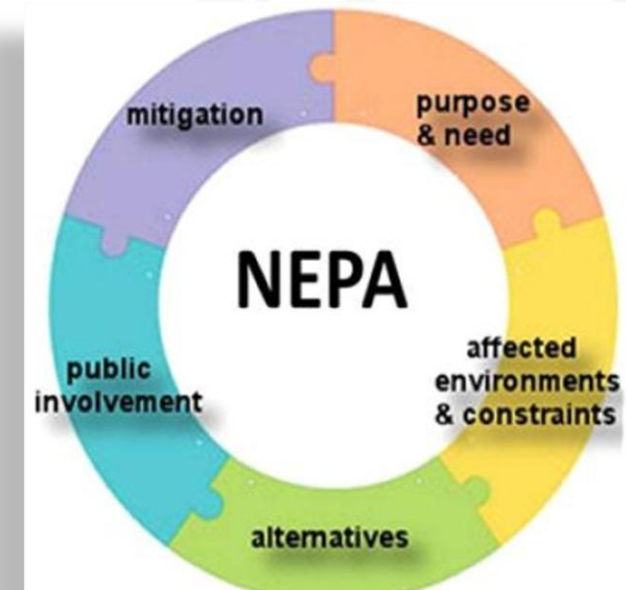 mitigation
purpose
& need
NEPA
affected
environments
& constraints
public
involvement
alternatives